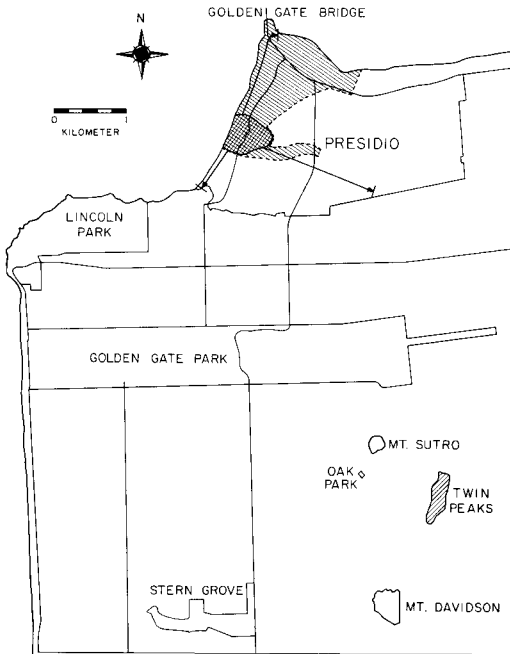 GOLDEN GATE BRIDGE
N
0 1
KILOMETER
PRESIDIO
LINCOLN
PARK
GOLDEN GATE PARK
MT. SUTRO
OAK
PARK
TWIN
PEAKS
STERN GROVE
MT. DAVIDSON